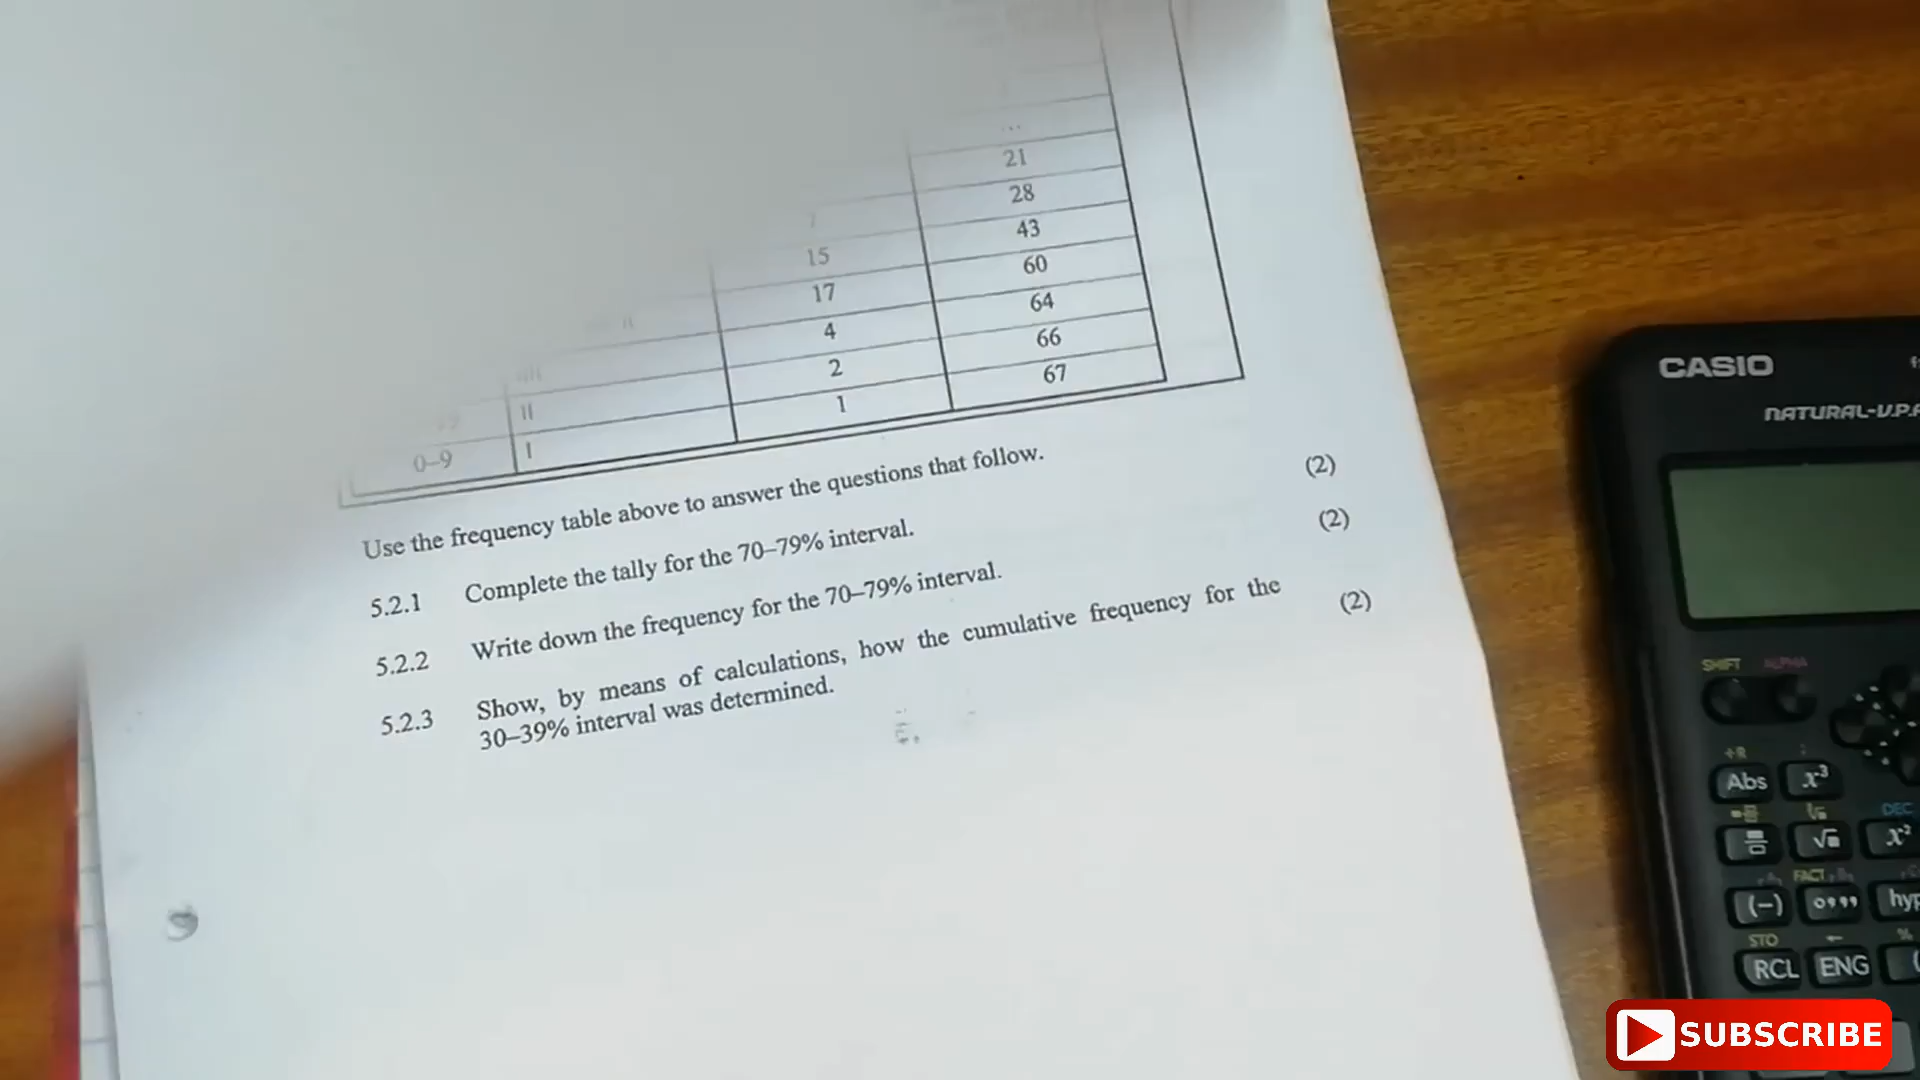 21
28
15 43
17 60
4 64
II 2 66
0–9 I 1 67
Use the frequency table above to answer the questions that follow.
5.2.1 Complete the tally for the 70–79% interval. (2)
5.2.2 Write down the frequency for the 70–79% interval. (2)
5.2.3 Show, by means of calculations, how the cumulative frequency for the (2)
30–39% interval was determined.
CASIO
NATURAL-V.P.A
SHIFT ALPHA
Abs x³
DEC
√ x²
FACT
(–) hyp
STO %
RCL ENG
SUBSCRIBE